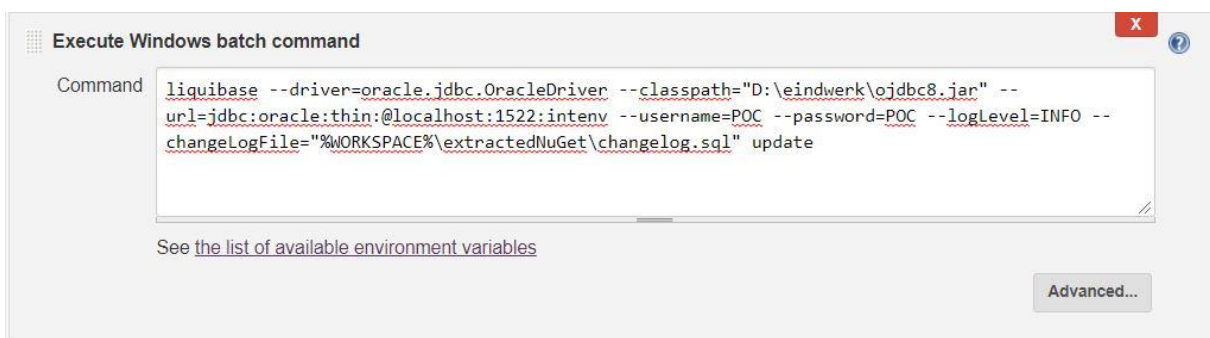 X
Execute Windows batch command
?
Command
liquibase --driver=oracle.jdbc.OracleDriver --classpath="D:\eindwerk\ojdbc8.jar" --
url=jdbc:oracle:thin:@localhost:1522:intenv --username=POC --password=POC --logLevel=INFO --
changeLogFile="%WORKSPACE%\extractedNuGet\changelog.sql" update
See the list of available environment variables
Advanced...